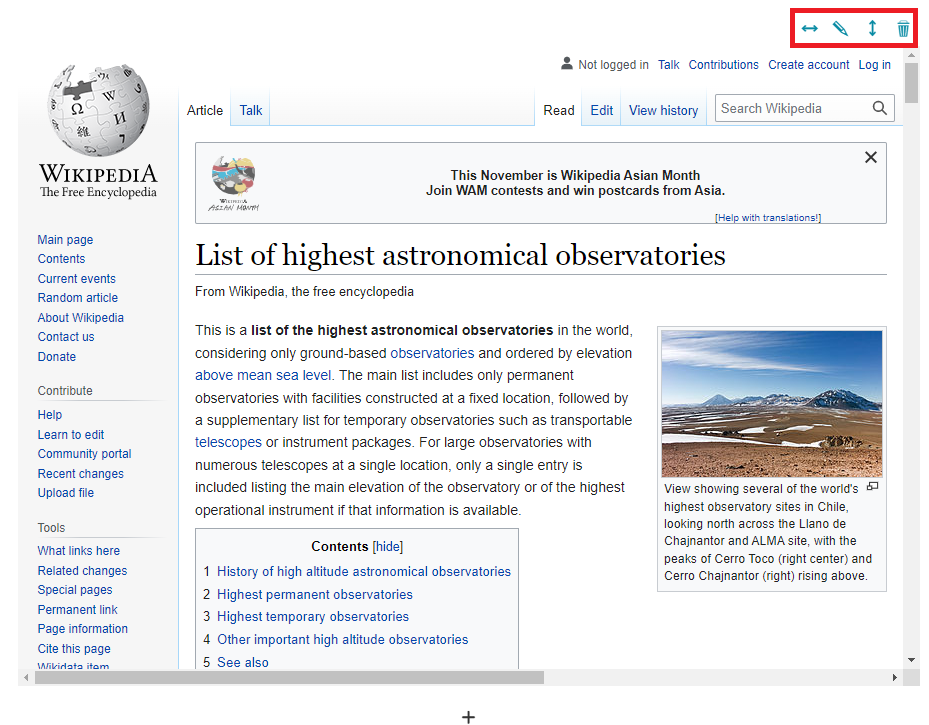 Not logged in Talk Contributions Create account Log in
Article Talk Read Edit View history Search Wikipedia
Ω W 維 И 7
WIKIPEDIA
The Free Encyclopedia
Main page
Contents
Current events
Random article
About Wikipedia
Contact us
Donate
Contribute
Help
Learn to edit
Community portal
Recent changes
Upload file
Tools
What links here
Related changes
Special pages
Permanent link
Page information
Cite this page
Wikidata item
WIKIPEDIA
ASIAN MONTH
This November is Wikipedia Asian Month
Join WAM contests and win postcards from Asia.
[Help with translations!]
List of highest astronomical observatories
From Wikipedia, the free encyclopedia
This is a list of the highest astronomical observatories in the world,
considering only ground-based observatories and ordered by elevation
above mean sea level. The main list includes only permanent
observatories with facilities constructed at a fixed location, followed by
a supplementary list for temporary observatories such as transportable
telescopes or instrument packages. For large observatories with
numerous telescopes at a single location, only a single entry is
included listing the main elevation of the observatory or of the highest
operational instrument if that information is available.
View showing several of the world's
highest observatory sites in Chile,
looking north across the Llano de
Chajnantor and ALMA site, with the
peaks of Cerro Toco (right center) and
Cerro Chajnantor (right) rising above.
Contents [hide]
1 History of high altitude astronomical observatories
2 Highest permanent observatories
3 Highest temporary observatories
4 Other important high altitude observatories
5 See also